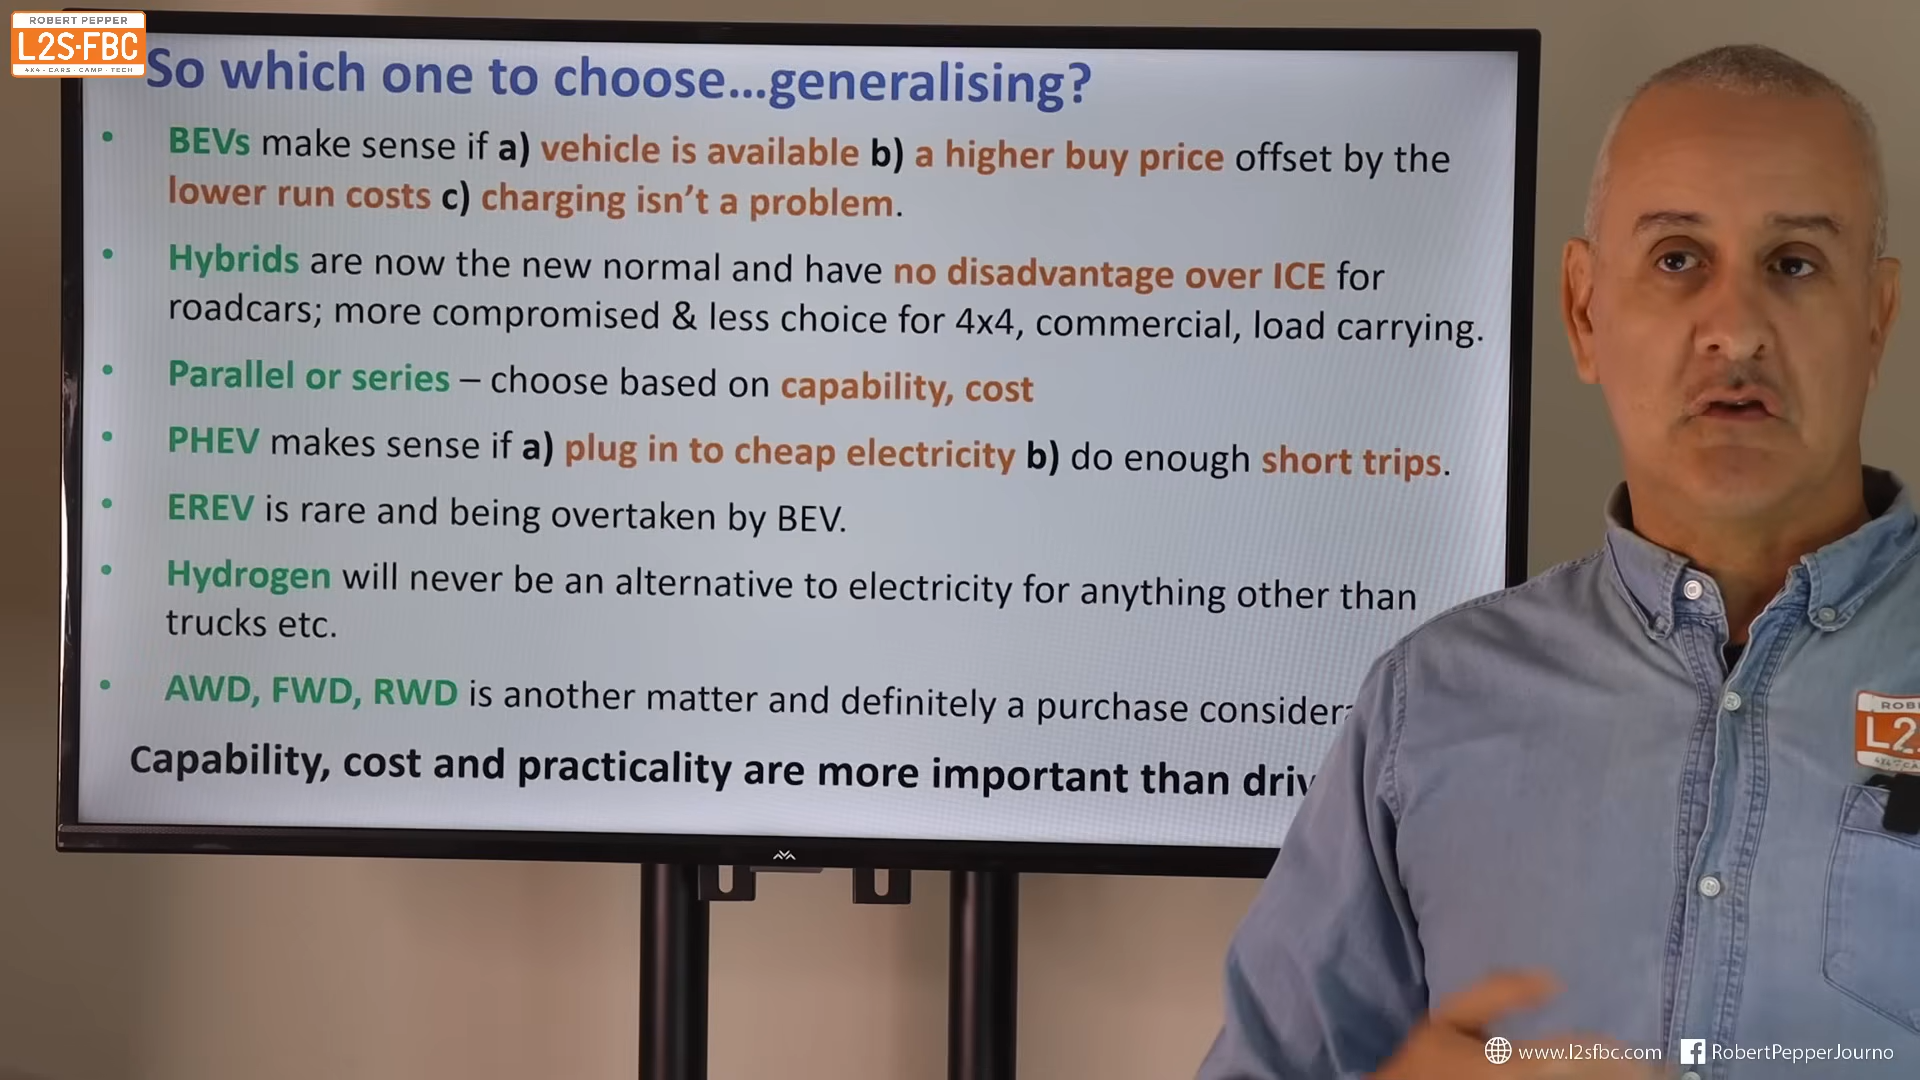 ROBERT PEPPER
L2S-FBC
4X4 - CARS - CAMP - TECH
So which one to choose...generalising?
• BEVs make sense if a) vehicle is available b) a higher buy price offset by the
lower run costs c) charging isn't a problem.
• Hybrids are now the new normal and have no disadvantage over ICE for
roadcars; more compromised & less choice for 4x4, commercial, load carrying.
• Parallel or series – choose based on capability, cost
• PHEV makes sense if a) plug in to cheap electricity b) do enough short trips.
• EREV is rare and being overtaken by BEV.
• Hydrogen will never be an alternative to electricity for anything other than
trucks etc.
• AWD, FWD, RWD is another matter and definitely a purchase
Capability, cost and practicality are more important than
L2
www.l2sfbc.com
RobertPepperJourno